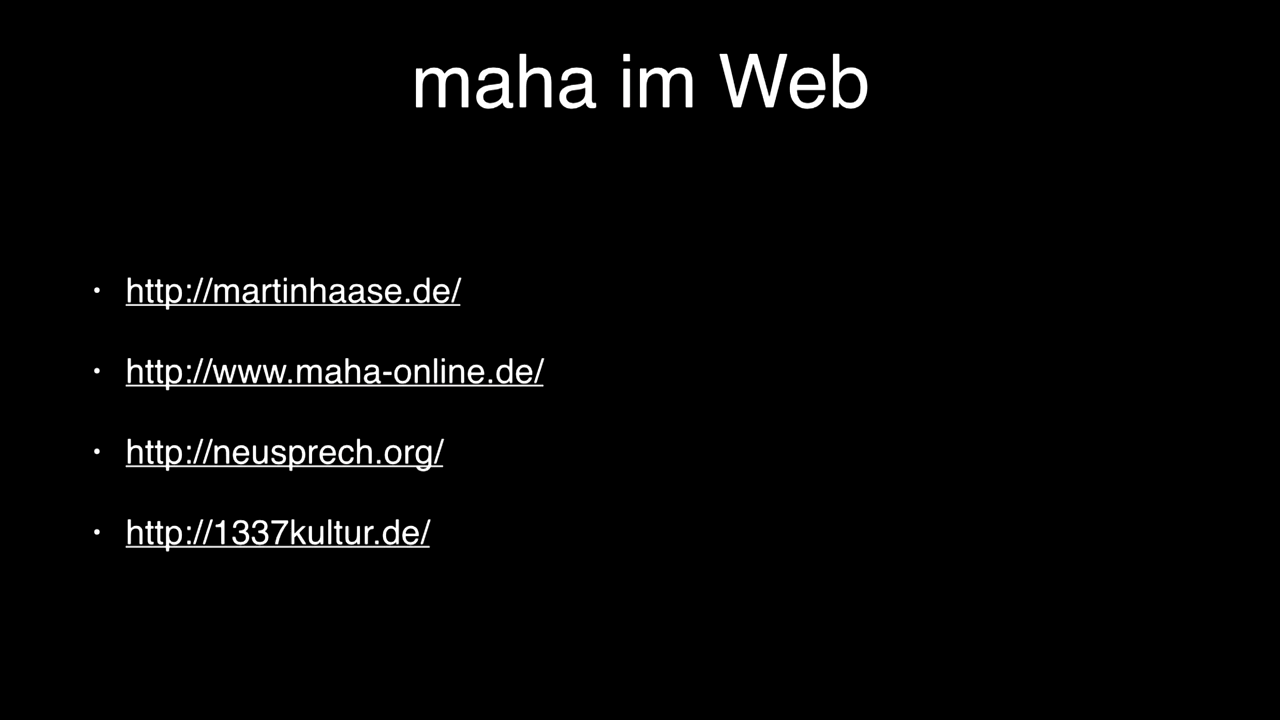 maha im Web
• http://martinhaase.de/
• http://www.maha-online.de/
• http://neusprech.org/
• http://1337kultur.de/